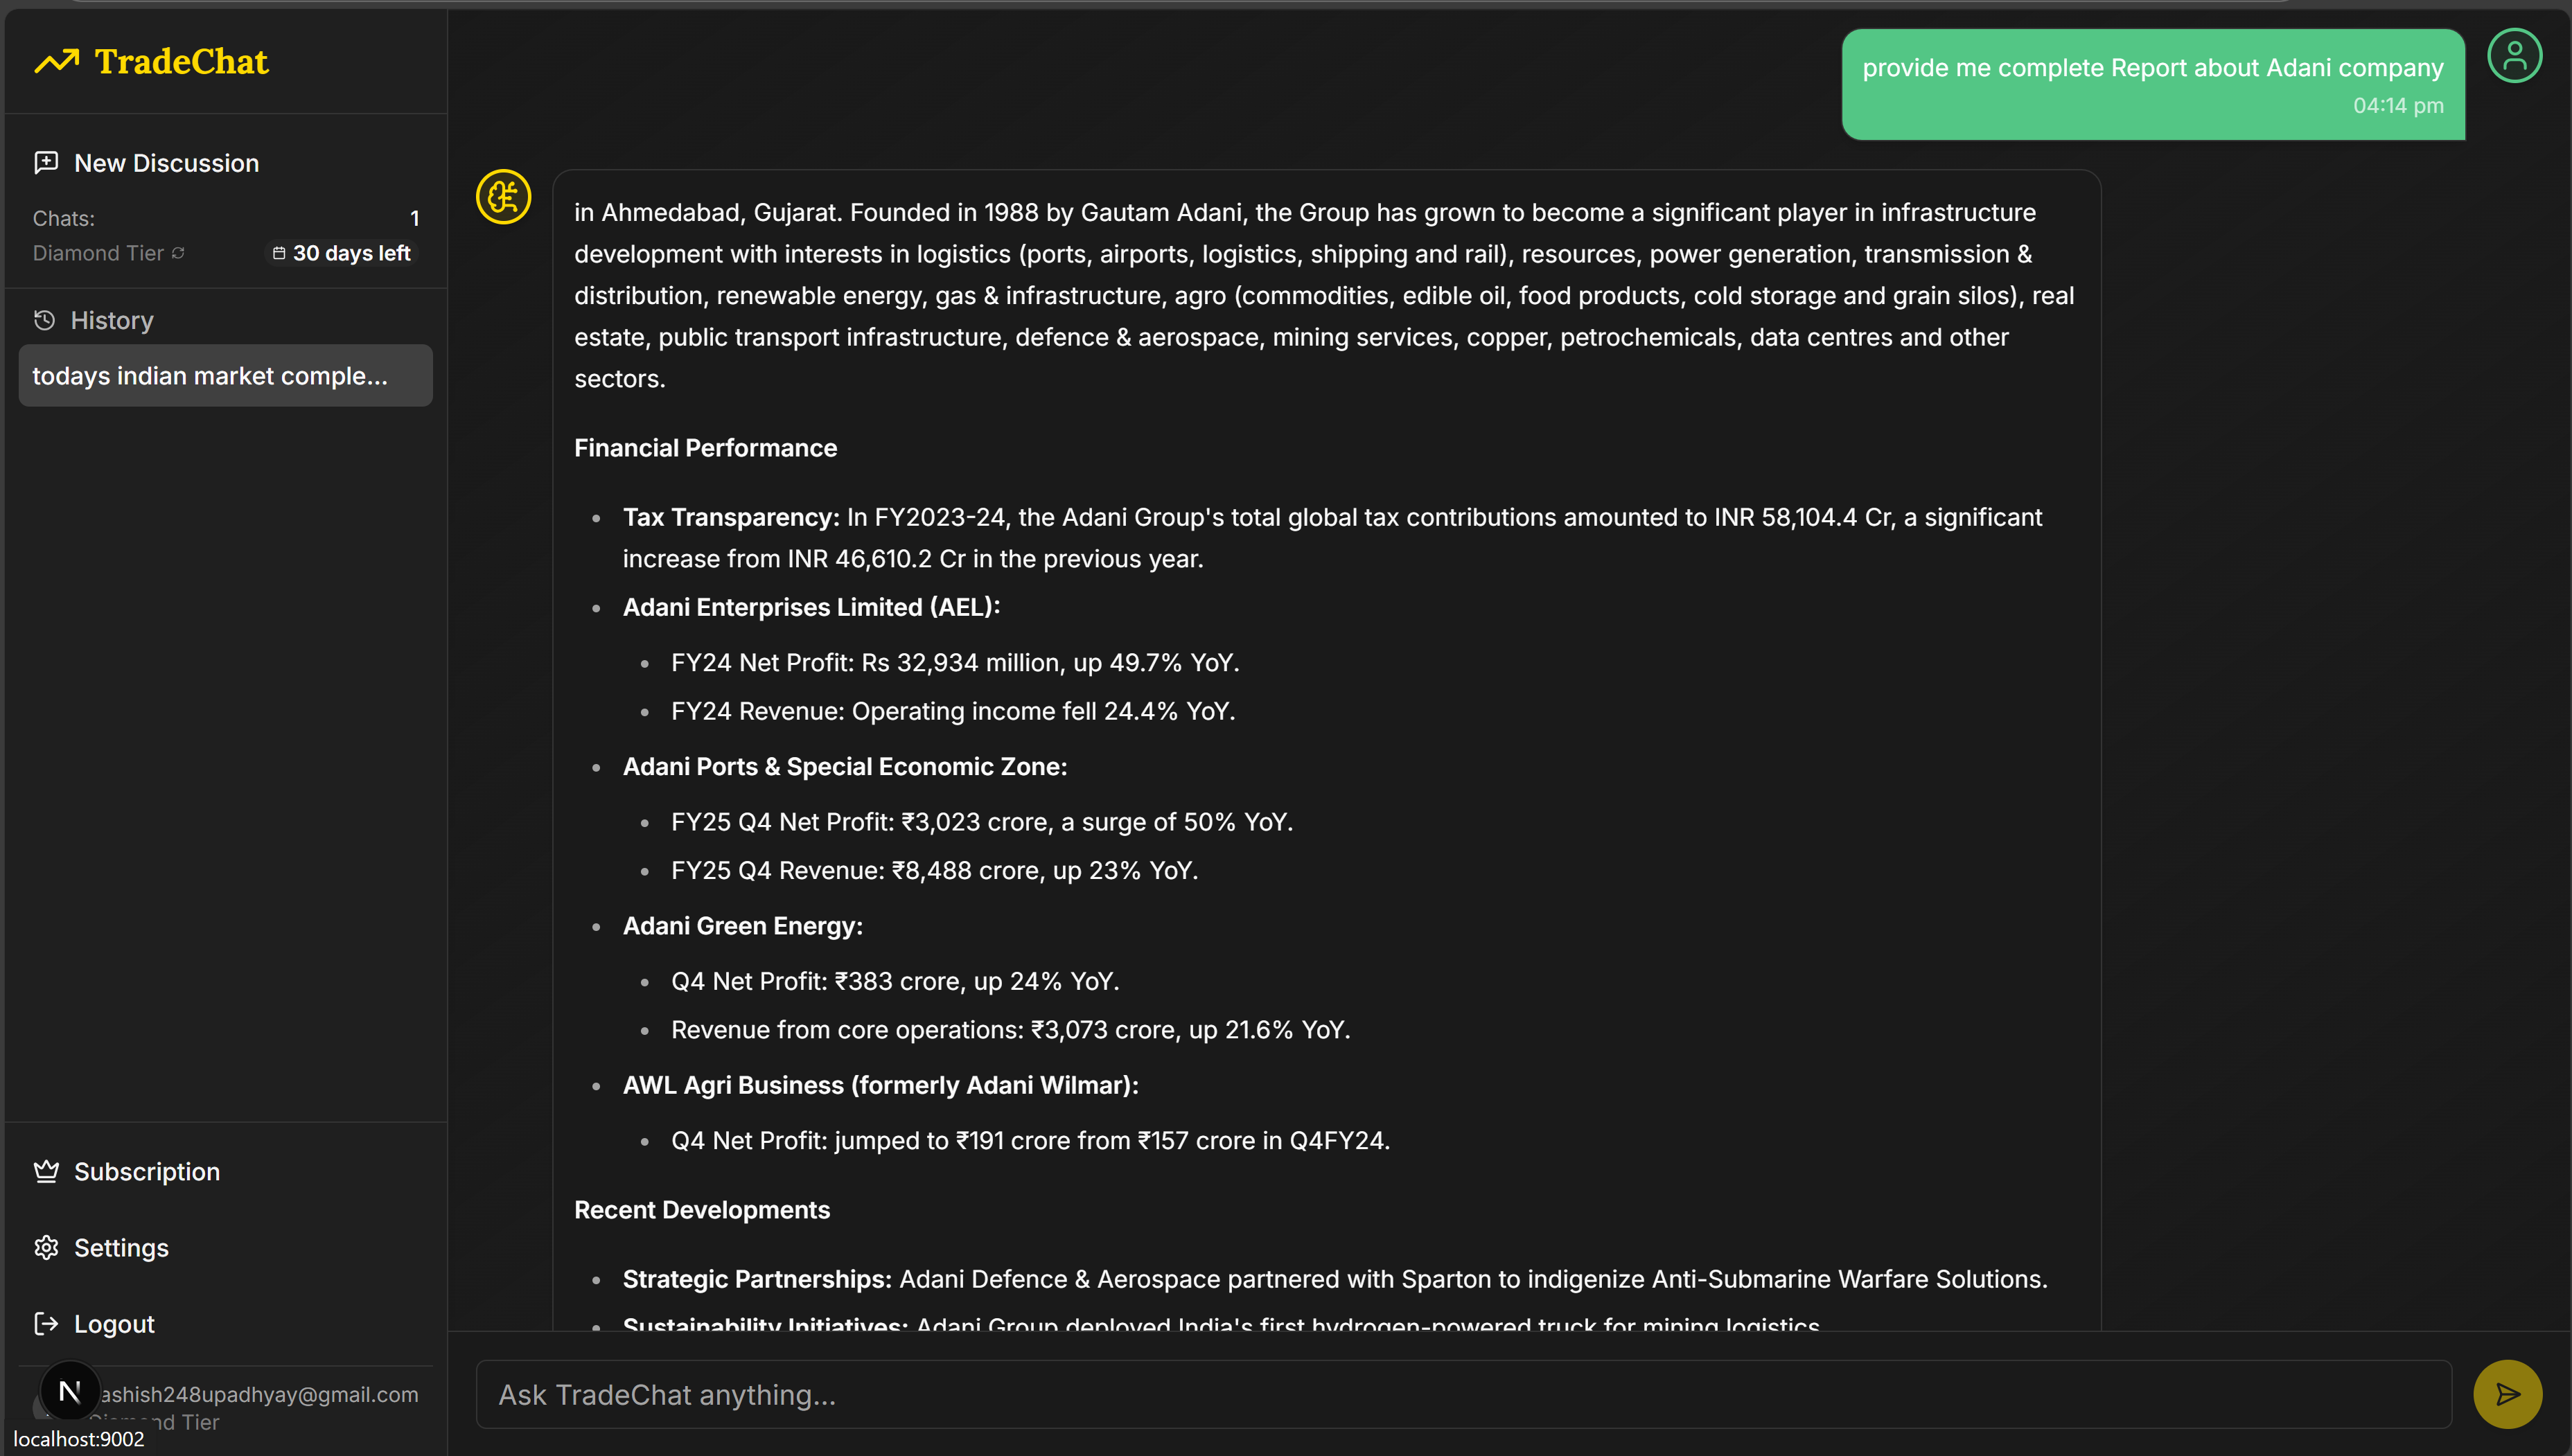 TradeChat
New Discussion
Chats: 1
Diamond Tier 30 days left
History
todays indian market comple...
Subscription
Settings
Logout
N
ashish248upadhyay@gmail.com
Diamond Tier
localhost:9002
provide me complete Report about Adani company
04:14 pm
in Ahmedabad, Gujarat. Founded in 1988 by Gautam Adani, the Group has grown to become a significant player in infrastructure
development with interests in logistics (ports, airports, logistics, shipping and rail), resources, power generation, transmission &
distribution, renewable energy, gas & infrastructure, agro (commodities, edible oil, food products, cold storage and grain silos), real
estate, public transport infrastructure, defence & aerospace, mining services, copper, petrochemicals, data centres and other
sectors.
Financial Performance
• Tax Transparency: In FY2023-24, the Adani Group's total global tax contributions amounted to INR 58,104.4 Cr, a significant
increase from INR 46,610.2 Cr in the previous year.
• Adani Enterprises Limited (AEL):
• FY24 Net Profit: Rs 32,934 million, up 49.7% YoY.
• FY24 Revenue: Operating income fell 24.4% YoY.
• Adani Ports & Special Economic Zone:
• FY25 Q4 Net Profit: ₹3,023 crore, a surge of 50% YoY.
• FY25 Q4 Revenue: ₹8,488 crore, up 23% YoY.
• Adani Green Energy:
• Q4 Net Profit: ₹383 crore, up 24% YoY.
• Revenue from core operations: ₹3,073 crore, up 21.6% YoY.
• AWL Agri Business (formerly Adani Wilmar):
• Q4 Net Profit: jumped to ₹191 crore from ₹157 crore in Q4FY24.
Recent Developments
• Strategic Partnerships: Adani Defence & Aerospace partnered with Sparton to indigenize Anti-Submarine Warfare Solutions.
• Sustainability Initiatives: Adani Group deployed India's first hydrogen-powered truck for mining logistics.
Ask TradeChat anything...